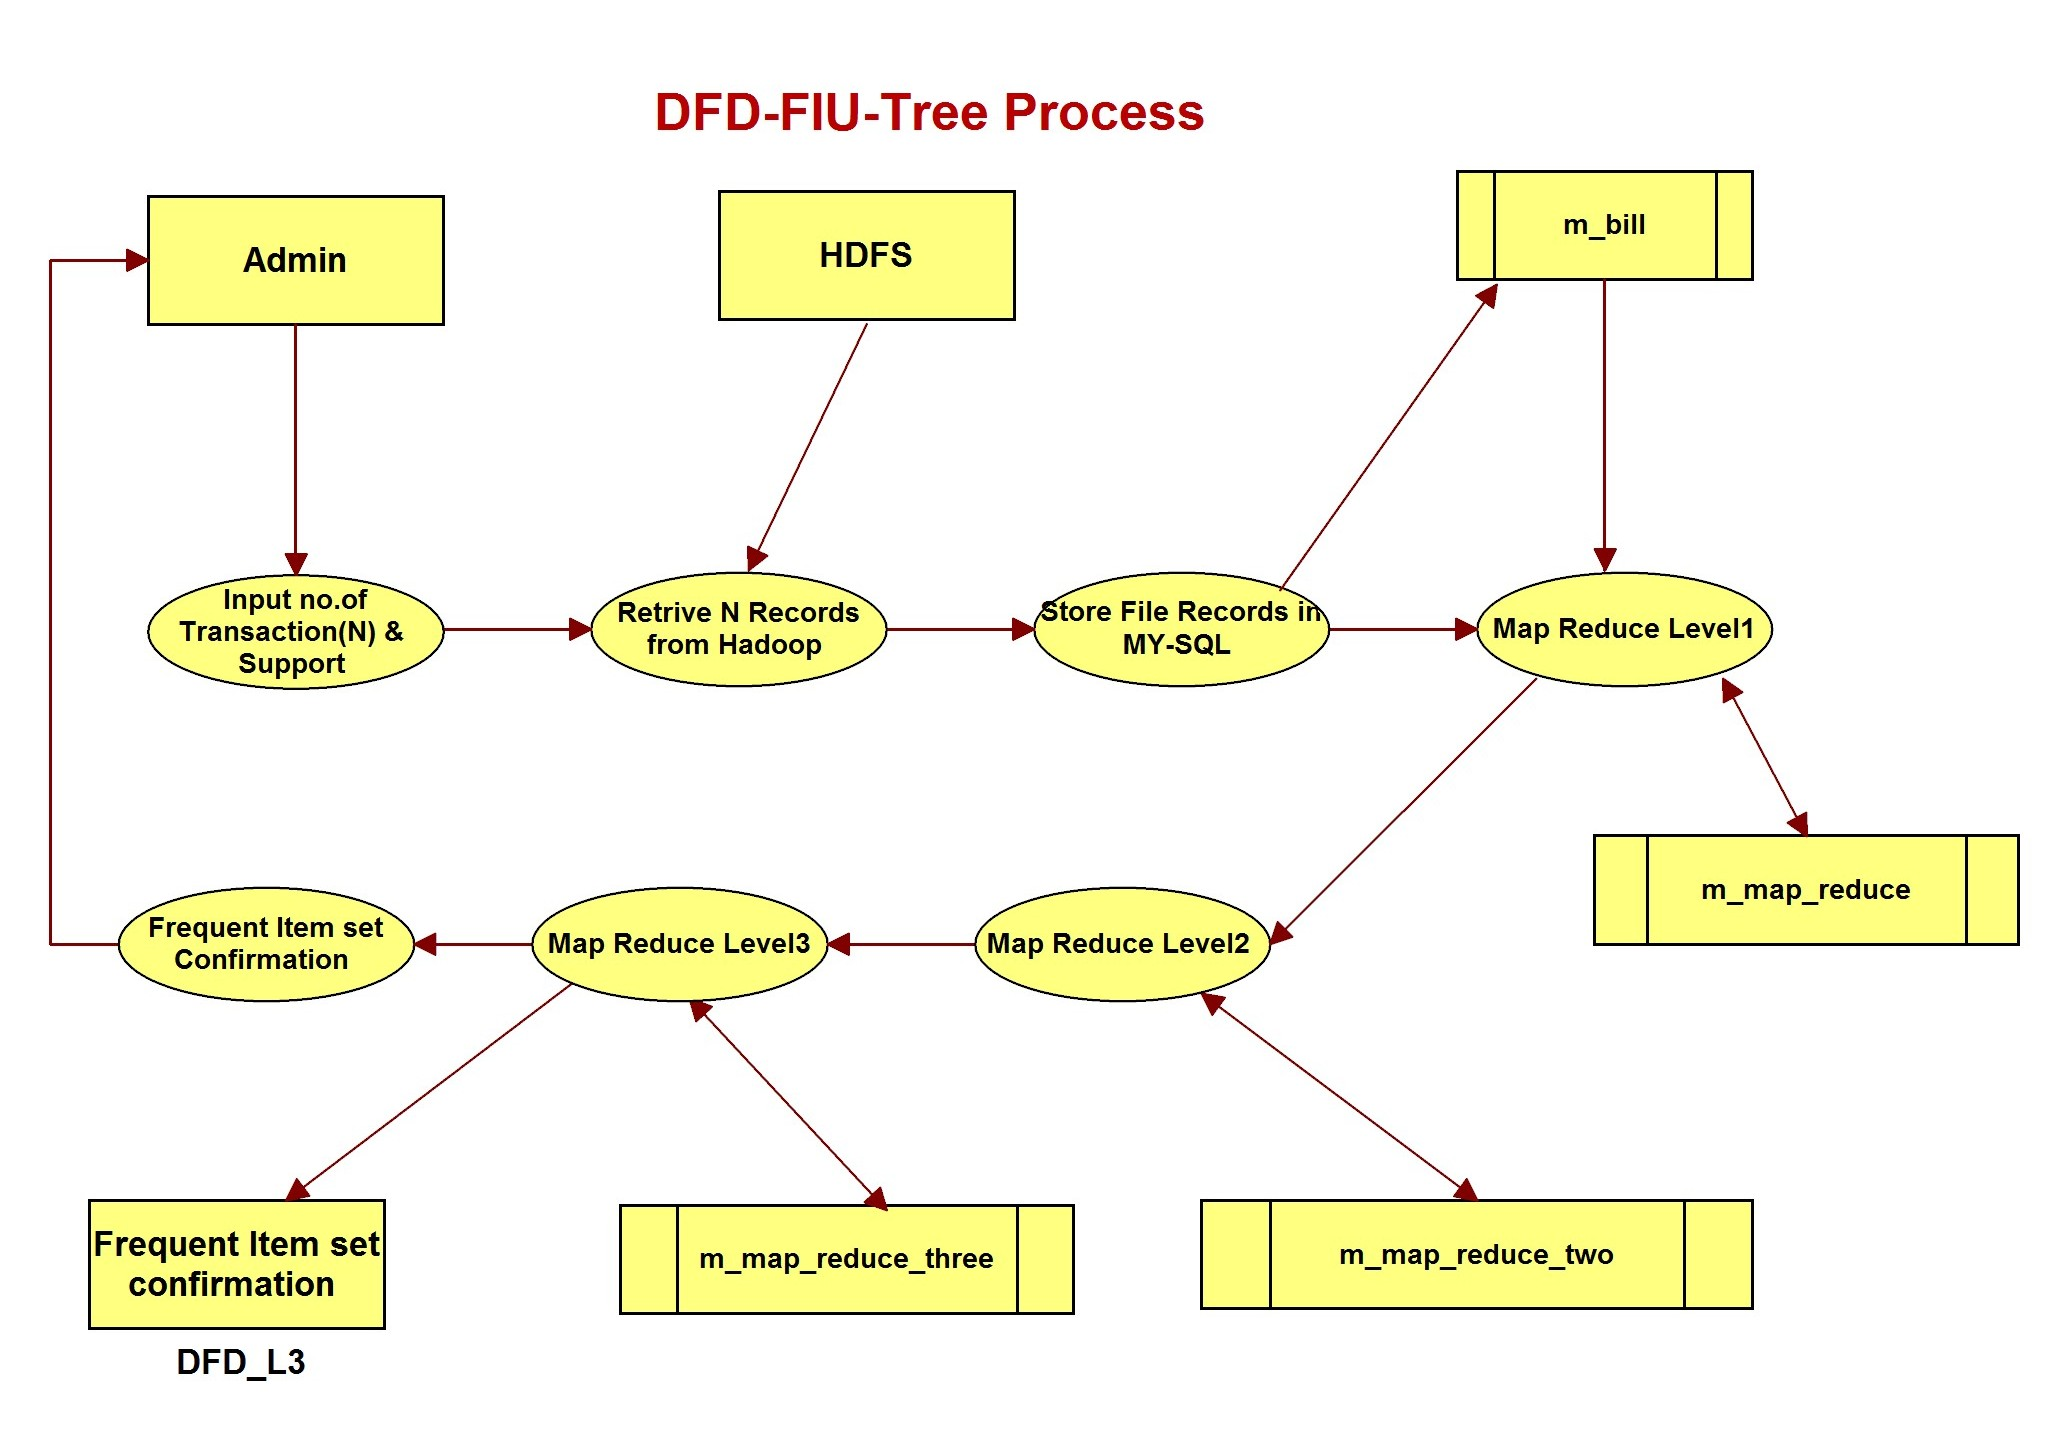 DFD-FIU-Tree Process
Admin
HDFS
m_bill
Input no.of
Transaction(N) &
Support
Retrive N Records
from Hadoop
Store File Records in
MY-SQL
Map Reduce Level1
m_map_reduce
Frequent Item set
Confirmation
Map Reduce Level3
Map Reduce Level2
Frequent Item set
confirmation
m_map_reduce_three
m_map_reduce_two
DFD_L3